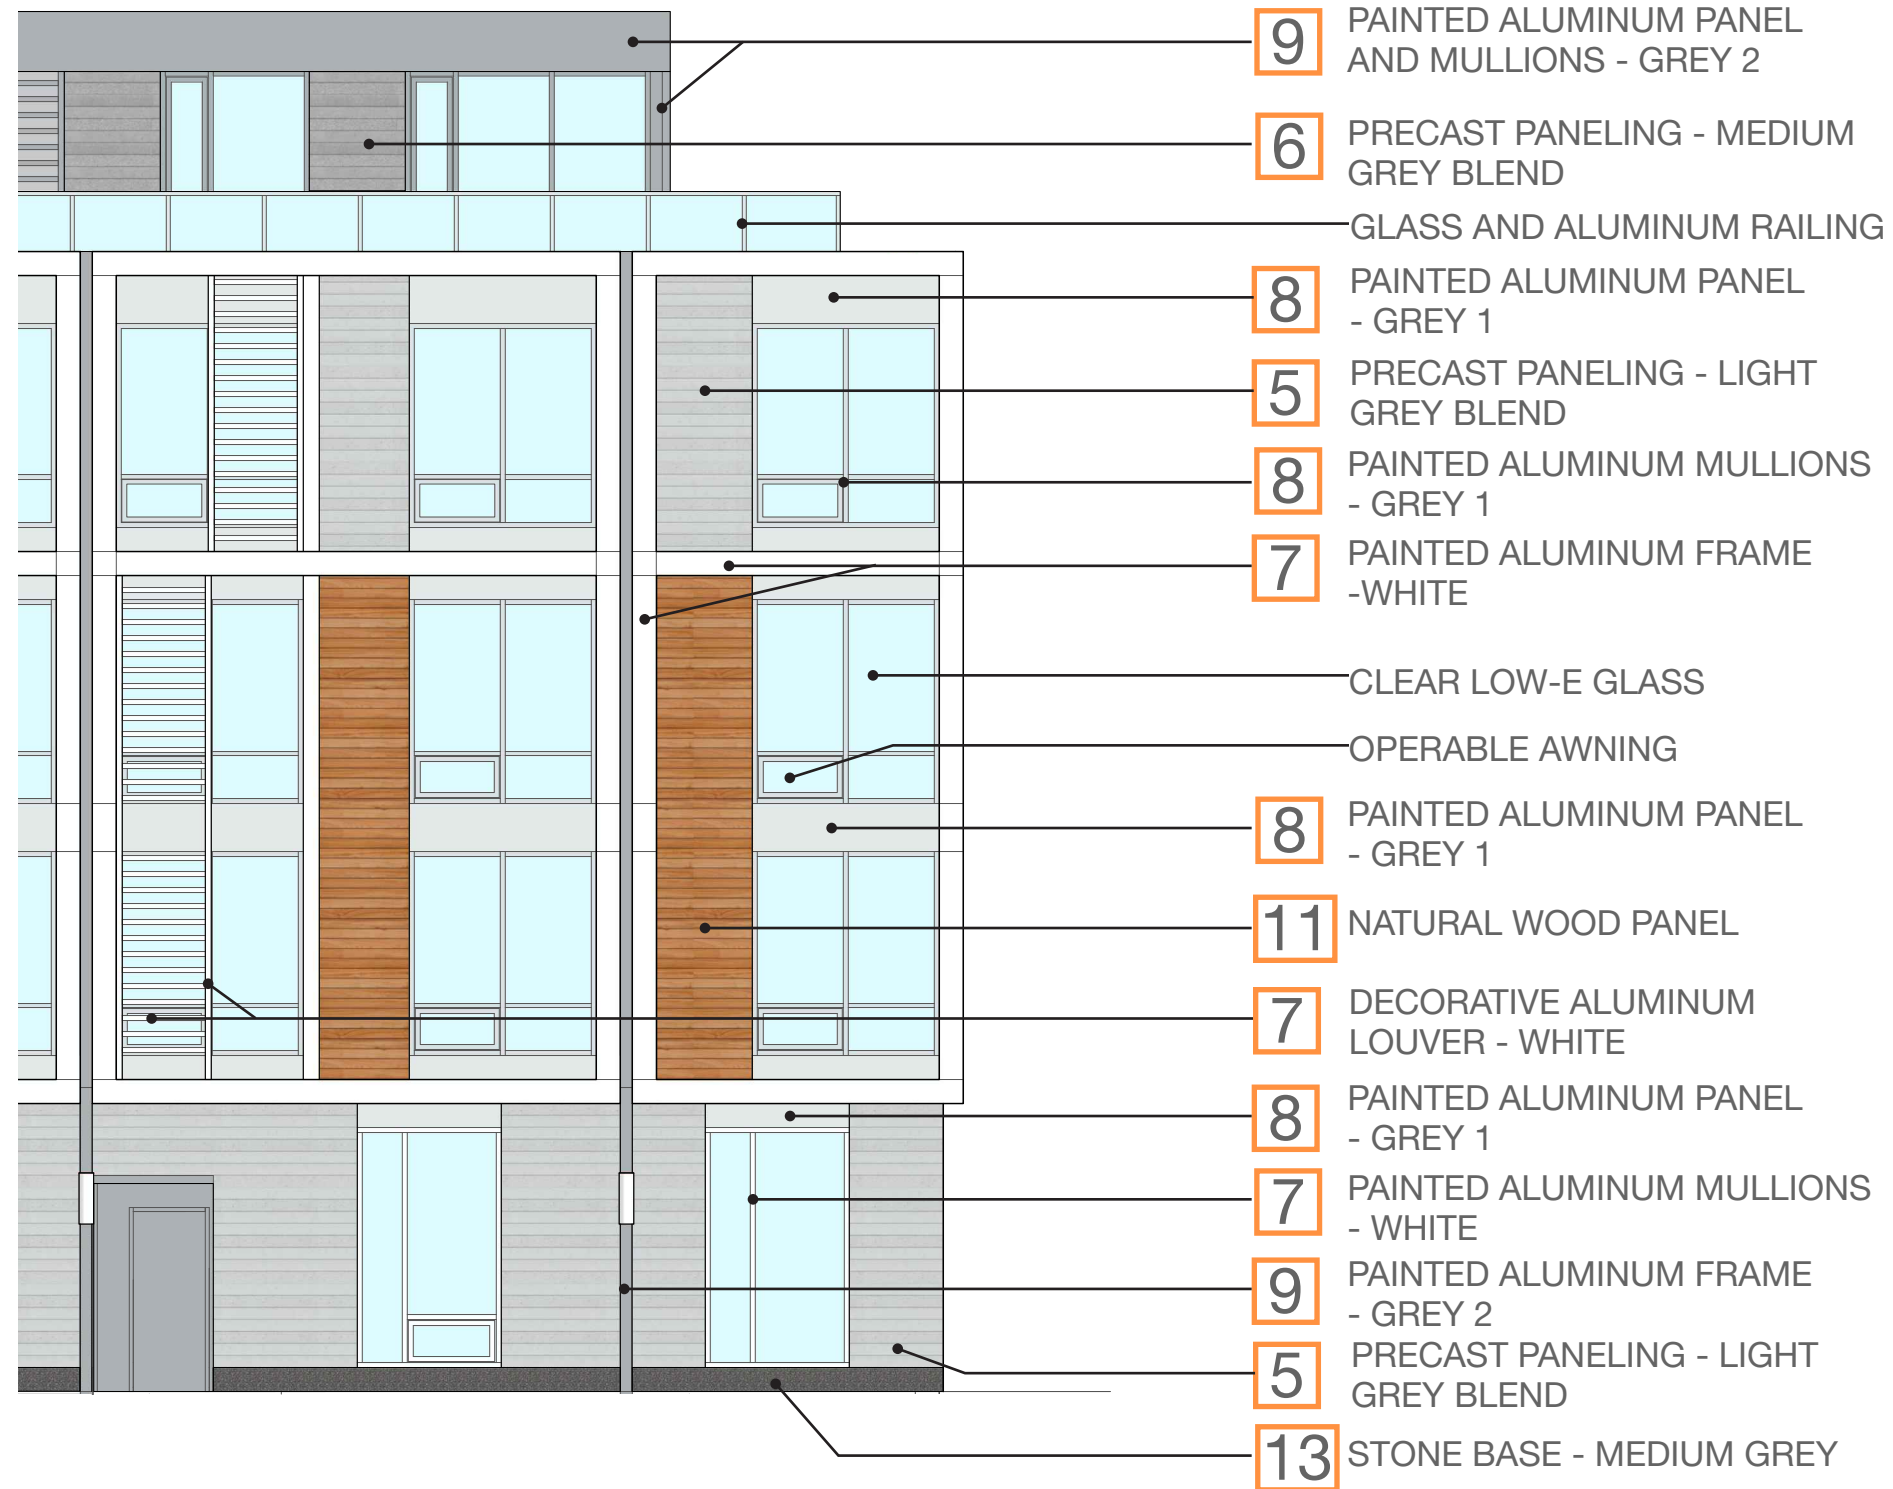 9 PAINTED ALUMINUM PANEL
AND MULLIONS - GREY 2
6 PRECAST PANELING - MEDIUM
GREY BLEND
GLASS AND ALUMINUM RAILING
8 PAINTED ALUMINUM PANEL
- GREY 1
5 PRECAST PANELING - LIGHT
GREY BLEND
8 PAINTED ALUMINUM MULLIONS
- GREY 1
7 PAINTED ALUMINUM FRAME
-WHITE
CLEAR LOW-E GLASS
OPERABLE AWNING
8 PAINTED ALUMINUM PANEL
- GREY 1
11 NATURAL WOOD PANEL
7 DECORATIVE ALUMINUM
LOUVER - WHITE
8 PAINTED ALUMINUM PANEL
- GREY 1
7 PAINTED ALUMINUM MULLIONS
- WHITE
9 PAINTED ALUMINUM FRAME
- GREY 2
5 PRECAST PANELING - LIGHT
GREY BLEND
13 STONE BASE - MEDIUM GREY